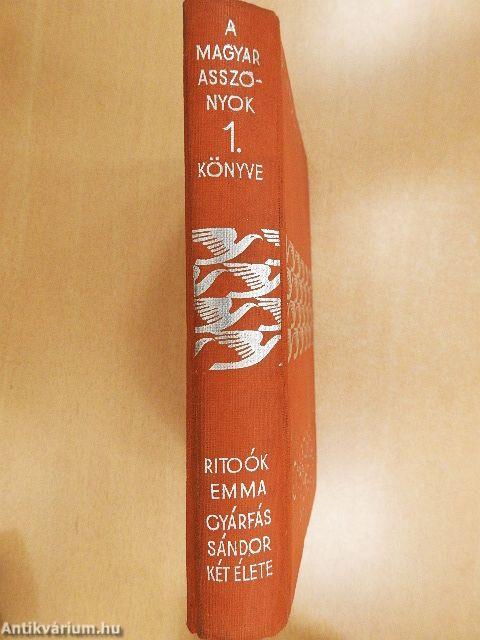 A
MAGYAR
ASSZO-
NYOK
1.
KÖNYVE
RITOÓK
EMMA
GYÁRFÁS
SÁNDOR
KÉT ÉLETE
Antikvárium.hu